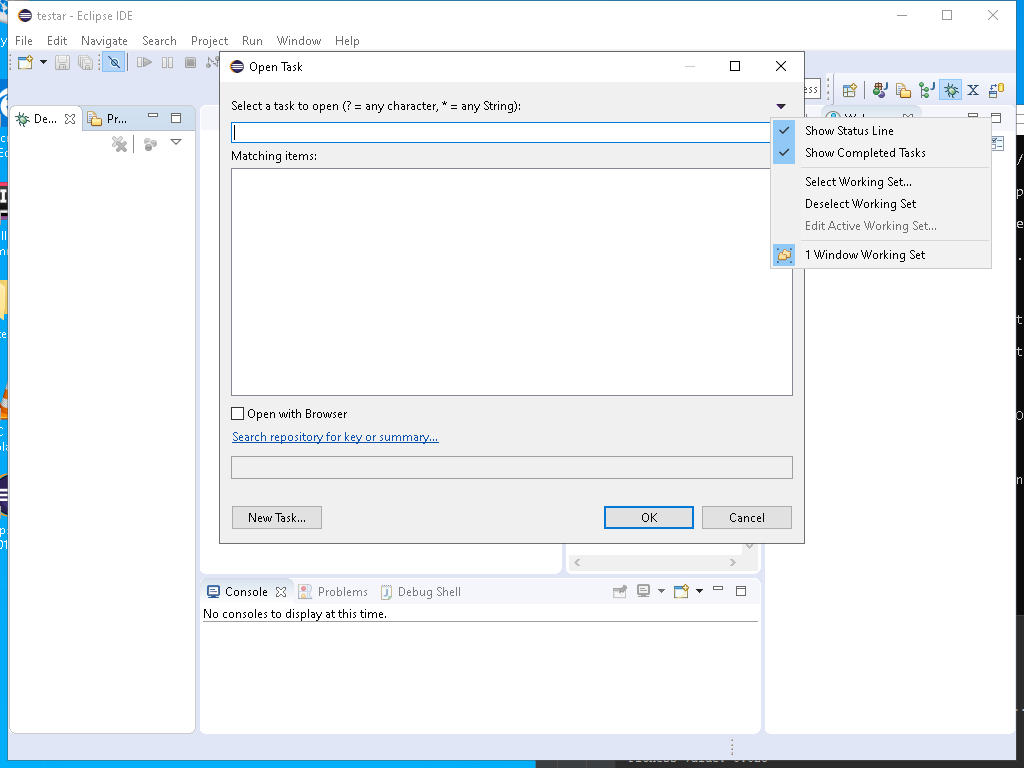 testar - Eclipse IDE
File Edit Navigate Search Project Run Window Help
Open Task
Select a task to open (? = any character, * = any String):
De...
Pr...
Show Status Line
Show Completed Tasks
Matching items:
Select Working Set...
Deselect Working Set
Edit Active Working Set...
1 Window Working Set
Open with Browser
Search repository for key or summary...
New Task...
OK
Cancel
Console
Problems
Debug Shell
No consoles to display at this time.